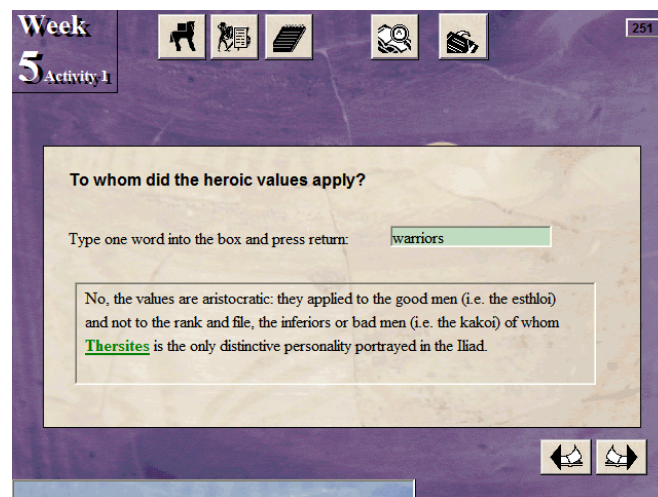 Week
5 Activity 1
251
To whom did the heroic values apply?
Type one word into the box and press return: warriors
No, the values are aristocratic: they applied to the good men (i.e. the esthloi)
and not to the rank and file, the inferiors or bad men (i.e. the kakoi) of whom
Thersites is the only distinctive personality portrayed in the Iliad.